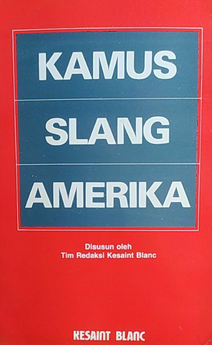 KAMUS
SLANG
AMERIKA
Disusun oleh
Tim Redaksi Kesaint Blanc
KESAINT BLANC